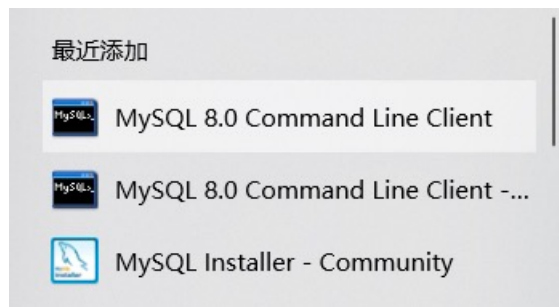 最近添加
MySQL 8.0 Command Line Client
MySQL 8.0 Command Line Client -...
MySQL Installer - Community